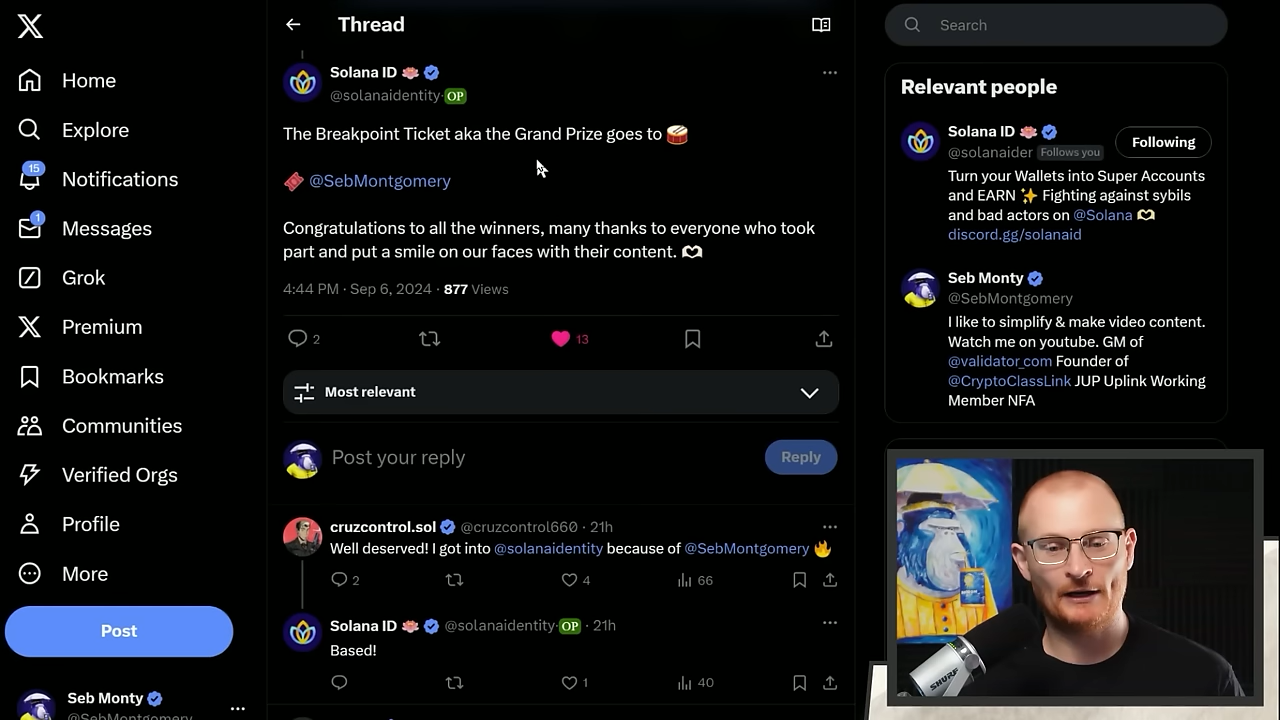 Home
Explore
15
Notifications
1
Messages
Grok
Premium
Bookmarks
Communities
Verified Orgs
Profile
More
Post
Seb Monty
@SebMontgomery
Thread
Solana ID
@solanaidentity· OP
The Breakpoint Ticket aka the Grand Prize goes to
@SebMontgomery
Congratulations to all the winners, many thanks to everyone who took
part and put a smile on our faces with their content.
4:44 PM · Sep 6, 2024 · 877 Views
2
13
Most relevant
Post your reply
Reply
cruzcontrol.sol @cruzcontrol660 · 21h
Well deserved! I got into @solanaidentity because of @SebMontgomery
2 4 66
Solana ID @solanaidentity· OP · 21h
Based!
1 40
Search
Relevant people
Solana ID
@solanaider Follows you
Following
Turn your Wallets into Super Accounts
and EARN ✨ Fighting against sybils
and bad actors on @Solana
discord.gg/solanaid
Seb Monty
@SebMontgomery
I like to simplify & make video content.
Watch me on youtube. GM of
@validator_com Founder of
@CryptoClassLink JUP Uplink Working
Member NFA
SHURE